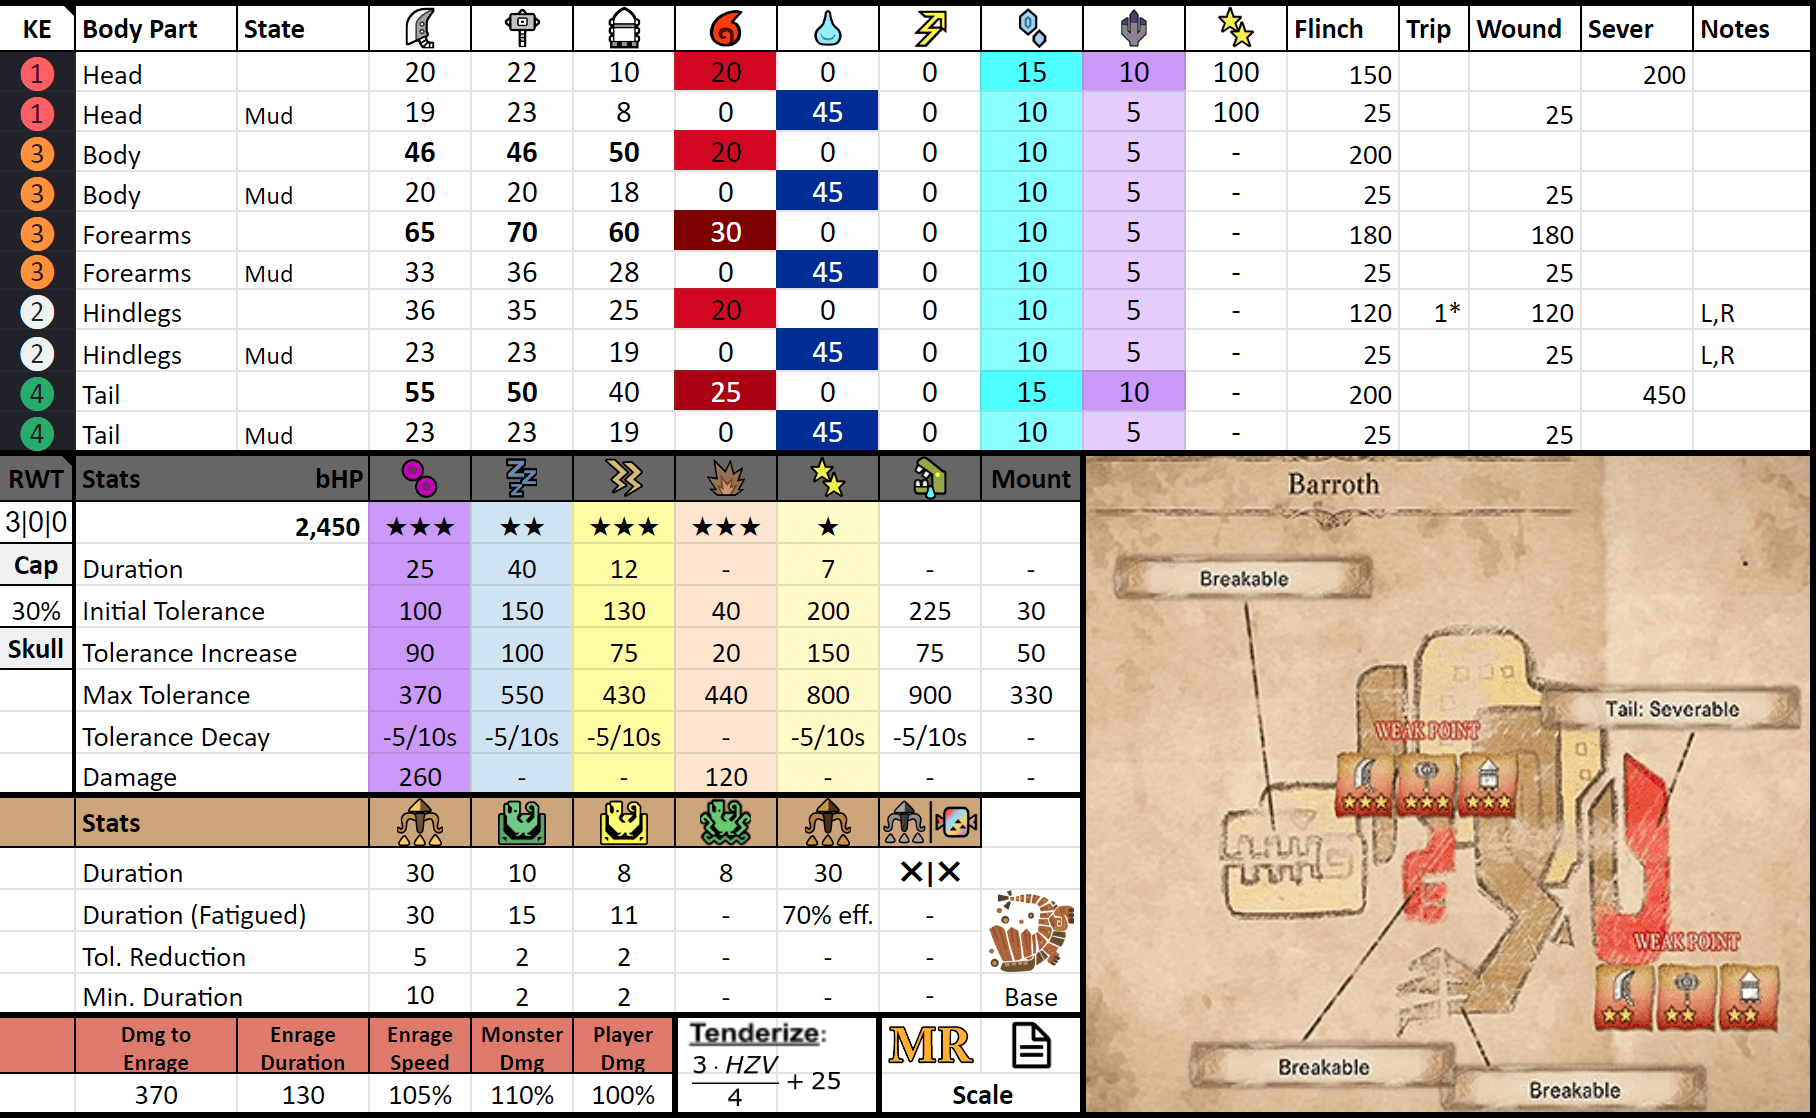 KE Body Part State Flinch Trip Wound Sever Notes
1 Head 20 22 10 20 0 0 15 10 100 150 200
1 Head Mud 19 23 8 0 45 0 10 5 100 25 25
3 Body 46 46 50 20 0 0 10 5 - 200
3 Body Mud 20 20 18 0 45 0 10 5 - 25 25
3 Forearms 65 70 60 30 0 0 10 5 - 180 180
3 Forearms Mud 33 36 28 0 45 0 10 5 - 25 25
2 Hindlegs 36 35 25 20 0 0 10 5 - 120 1* 120 L,R
2 Hindlegs Mud 23 23 19 0 45 0 10 5 - 25 25 L,R
4 Tail 55 50 40 25 0 0 15 10 - 200 450
4 Tail Mud 23 23 19 0 45 0 10 5 - 25 25
RWT Stats bHP Mount
3|0|0 2,450 ★★★ ★★ ★★★ ★★★ ★
Cap Duration 25 40 12 - 7 - -
30% Initial Tolerance 100 150 130 40 200 225 30
Skull Tolerance Increase 90 100 75 20 150 75 50
Max Tolerance 370 550 430 440 800 900 330
Tolerance Decay -5/10s -5/10s -5/10s - -5/10s -5/10s -
Damage 260 - - 120 - - -
Stats
Duration 30 10 8 8 30 ✕|✕
Duration (Fatigued) 30 15 11 - 70% eff. -
Tol. Reduction 5 2 2 - - -
Min. Duration 10 2 2 - - - Base
Dmg to Enrage Enrage Duration Enrage Speed Monster Dmg Player Dmg
370 130 105% 110% 100%
Tenderize:
3 · HZV
4
+ 25
MR
Scale
Barroth
Breakable
Tail: Severable
WEAK POINT
★★★ ★★★ ★★★
WEAK POINT
★★ ★★ ★★
Breakable
Breakable